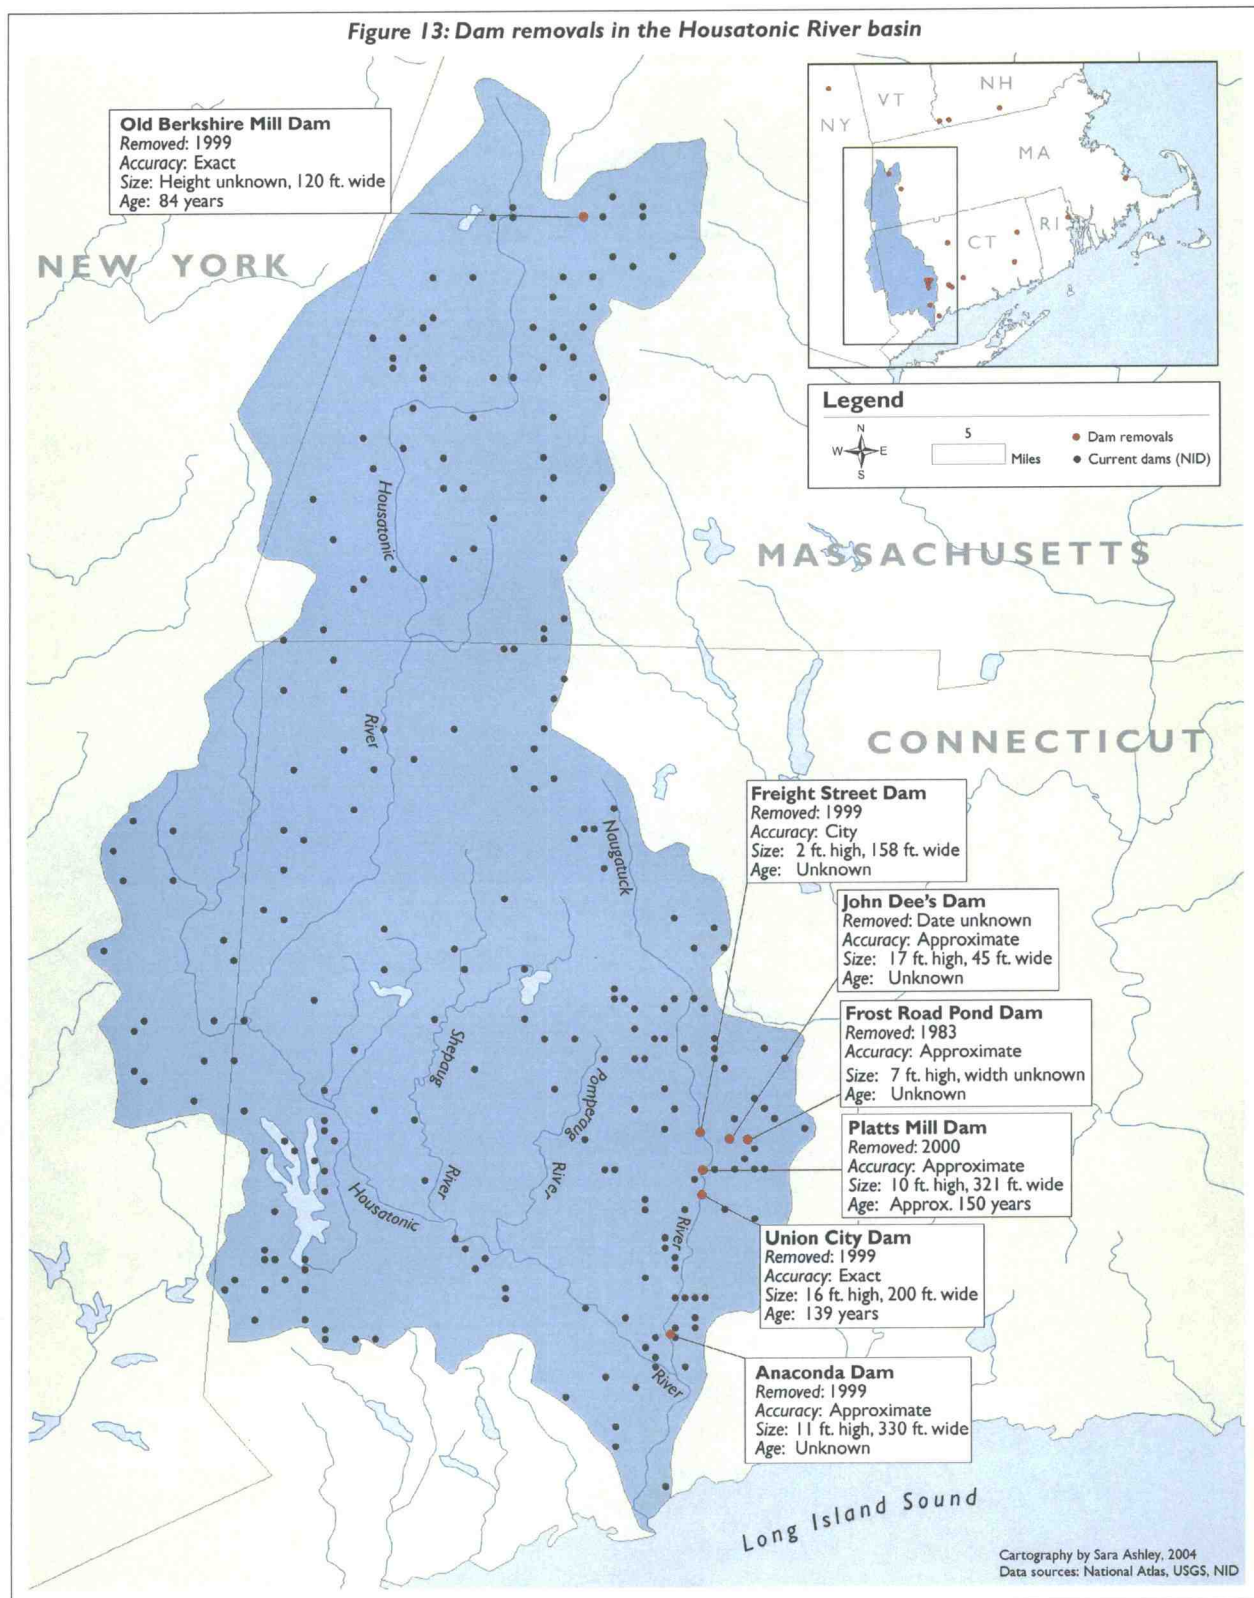 Figure 13: Dam removals in the Housatonic River basin
Old Berkshire Mill Dam
Removed: 1999
Accuracy: Exact
Size: Height unknown, 120 ft. wide
Age: 84 years
NEW YORK
VT
NH
NY
MA
CT
RI
Legend
N
W
E
S
5
Miles
Dam removals
Current dams (NID)
Housatonic
MASSACHUSETTS
River
CONNECTICUT
Freight Street Dam
Removed: 1999
Accuracy: City
Size: 2 ft. high, 158 ft. wide
Age: Unknown
Naugatuck
John Dee's Dam
Removed: Date unknown
Accuracy: Approximate
Size: 17 ft. high, 45 ft. wide
Age: Unknown
Frost Road Pond Dam
Removed: 1983
Accuracy: Approximate
Size: 7 ft. high, width unknown
Age: Unknown
Shepaug
Pomperaug
Platts Mill Dam
Removed: 2000
Accuracy: Approximate
Size: 10 ft. high, 321 ft. wide
Age: Approx. 150 years
River
River
Housatonic
River
Union City Dam
Removed: 1999
Accuracy: Exact
Size: 16 ft. high, 200 ft. wide
Age: 139 years
Anaconda Dam
Removed: 1999
Accuracy: Approximate
Size: 11 ft. high, 330 ft. wide
Age: Unknown
River
Long Island Sound
Cartography by Sara Ashley, 2004
Data sources: National Atlas, USGS, NID